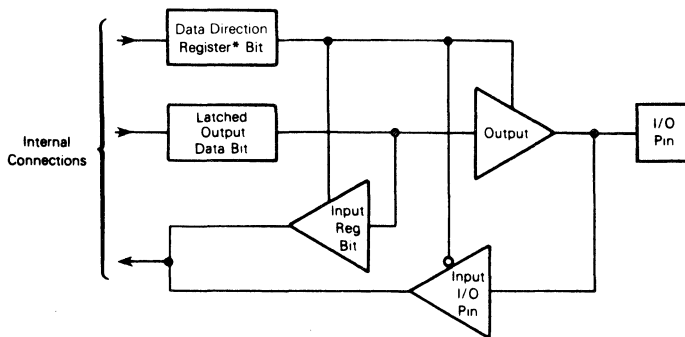 Data Direction
Register* Bit
Latched
Output
Data Bit
Internal
Connections
Output
I/O
Pin
Input
Reg
Bit
Input
I/O
Pin